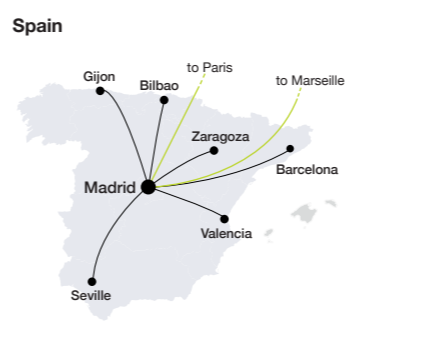 Spain
to Paris
Gijon
to Marseille
Bilbao
Zaragoza
Barcelona
Madrid
Valencia
Seville